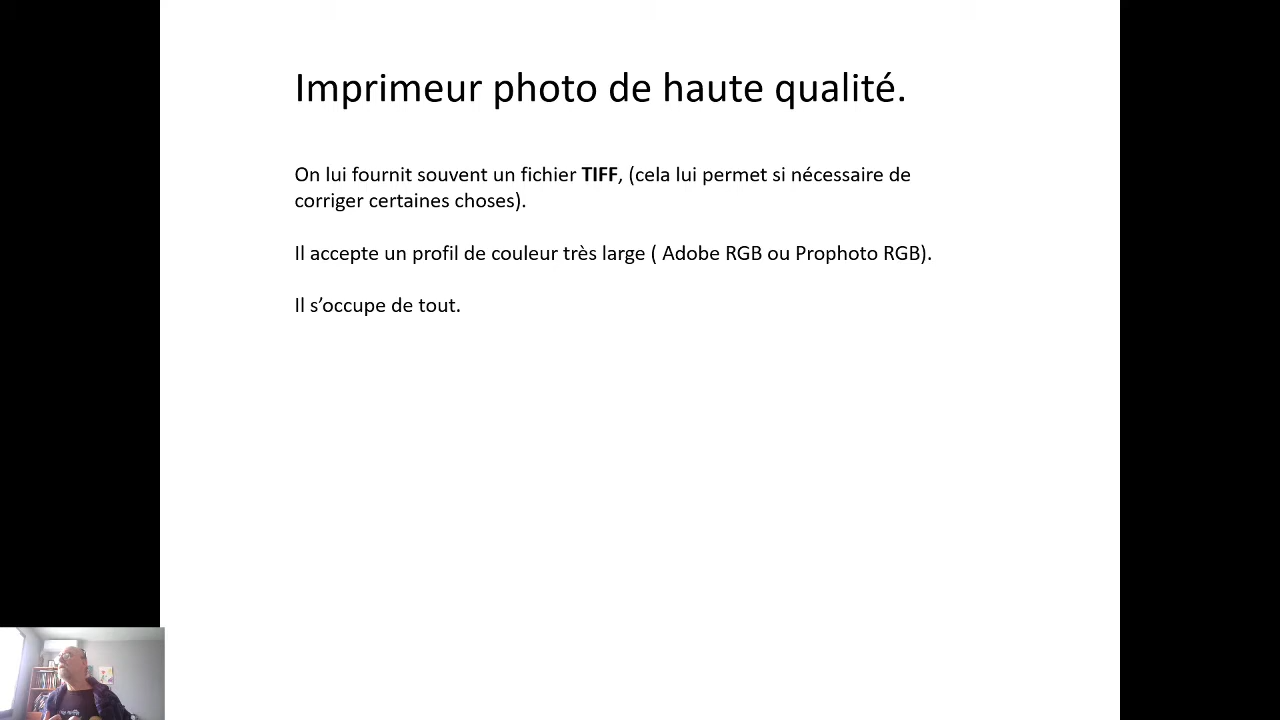 Imprimeur photo de haute qualité.
On lui fournit souvent un fichier TIFF, (cela lui permet si nécessaire de
corriger certaines choses).
Il accepte un profil de couleur très large ( Adobe RGB ou Prophoto RGB).
Il s’occupe de tout.